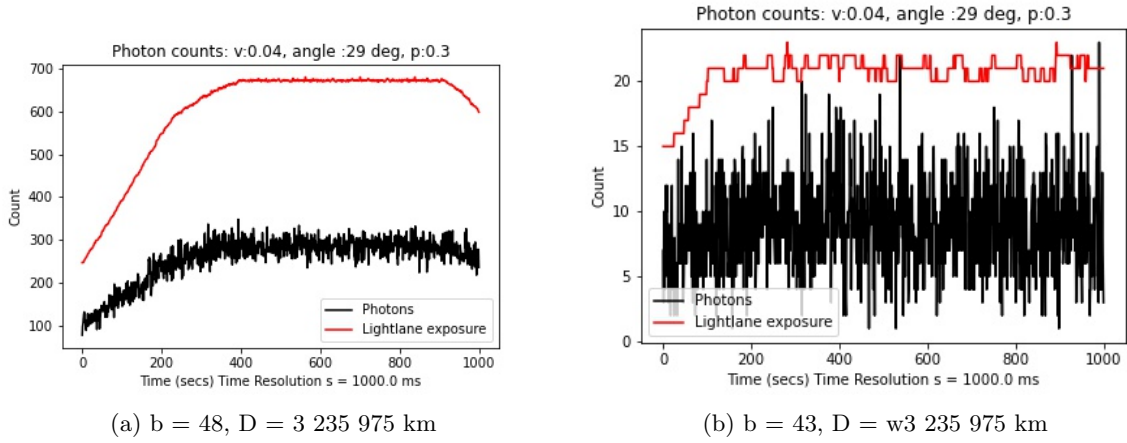 Photon counts: v:0.04, angle :29 deg, p:0.3
700
600
500
400
300
200
100
Count
0
200
400
600
800
1000
Time (secs) Time Resolution s = 1000.0 ms
Photons
Lightlane exposure
(a) b = 48, D = 3 235 975 km
Photon counts: v:0.04, angle :29 deg, p:0.3
20
15
10
5
0
Count
0
200
400
600
800
1000
Time (secs) Time Resolution s = 1000.0 ms
Photons
Lightlane exposure
(b) b = 43, D = w3 235 975 km